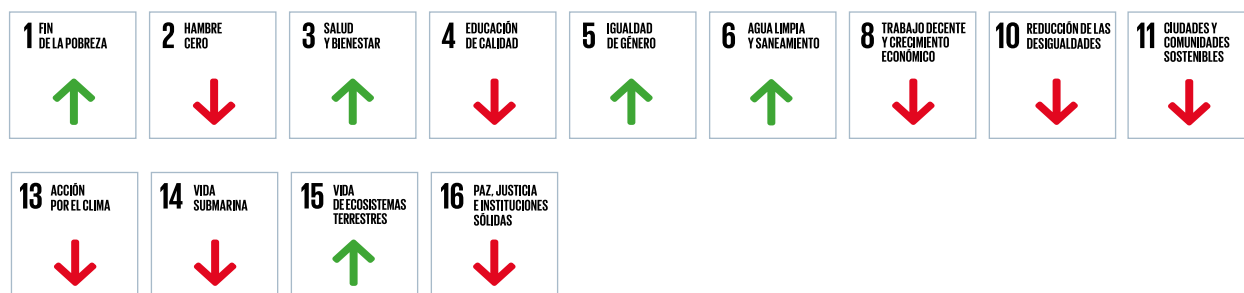 1 FIN
DE LA POBREZA
2 HAMBRE
CERO
3 SALUD
Y BIENESTAR
4 EDUCACIÓN
DE CALIDAD
5 IGUALDAD
DE GÉNERO
6 AGUA LIMPIA
Y SANEAMIENTO
8 TRABAJO DECENTE
Y CRECIMIENTO
ECONÓMICO
10 REDUCCIÓN DE LAS
DESIGUALDADES
11 CIUDADES Y
COMUNIDADES
SOSTENIBLES
13 ACCIÓN
POR EL CLIMA
14 VIDA
SUBMARINA
15 VIDA
DE ECOSISTEMAS
TERRESTRES
16 PAZ, JUSTICIA
E INSTITUCIONES
SÓLIDAS